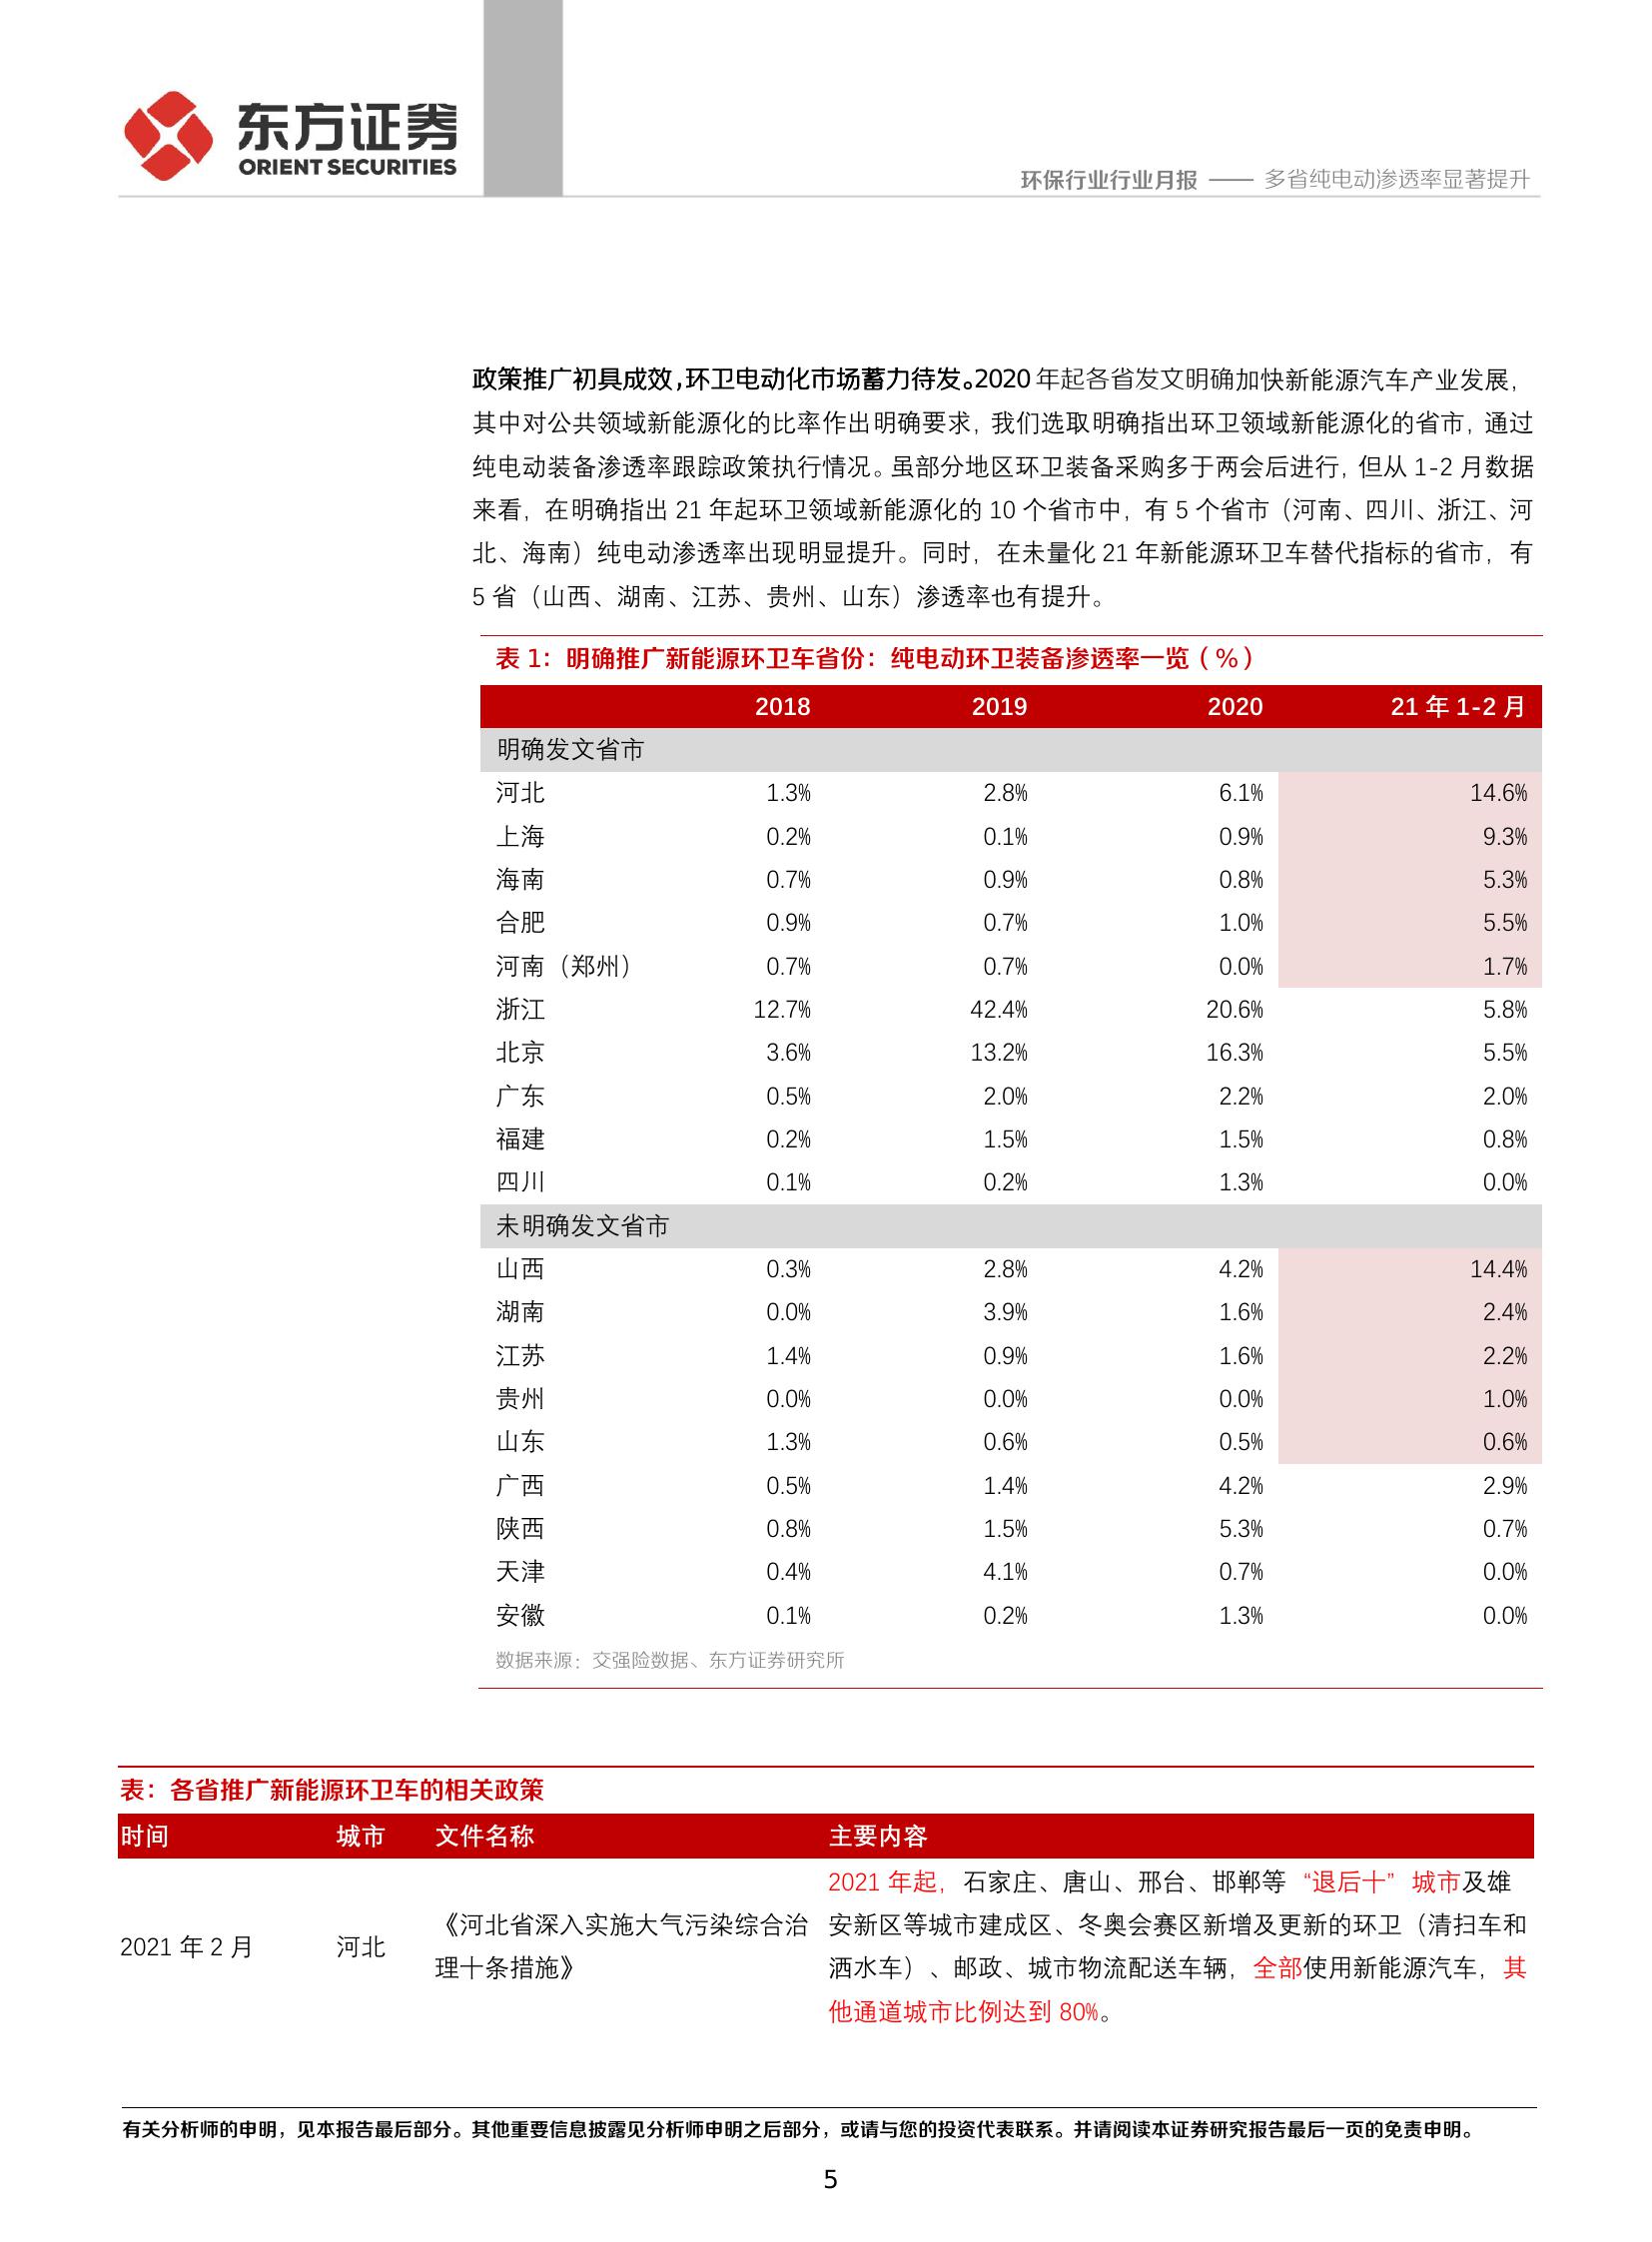 东方证券
ORIENT SECURITIES
环保行业行业月报 —— 多省纯电动渗透率显著提升
政策推广初具成效,环卫电动化市场蓄力待发。2020 年起各省发文明确加快新能源汽车产业发展，
其中对公共领域新能源化的比率作出明确要求，我们选取明确指出环卫领域新能源化的省市，通过
纯电动装备渗透率跟踪政策执行情况。虽部分地区环卫装备采购多于两会后进行，但从 1-2 月数据
来看，在明确指出 21 年起环卫领域新能源化的 10 个省市中，有 5 个省市（河南、四川、浙江、河
北、海南）纯电动渗透率出现明显提升。同时，在未量化 21 年新能源环卫车替代指标的省市，有
5 省（山西、湖南、江苏、贵州、山东）渗透率也有提升。
表 1：明确推广新能源环卫车省份：纯电动环卫装备渗透率一览（%）
2018 2019 2020 21 年 1-2 月
明确发文省市
河北 1.3% 2.8% 6.1% 14.6%
上海 0.2% 0.1% 0.9% 9.3%
海南 0.7% 0.9% 0.8% 5.3%
合肥 0.9% 0.7% 1.0% 5.5%
河南（郑州） 0.7% 0.7% 0.0% 1.7%
浙江 12.7% 42.4% 20.6% 5.8%
北京 3.6% 13.2% 16.3% 5.5%
广东 0.5% 2.0% 2.2% 2.0%
福建 0.2% 1.5% 1.5% 0.8%
四川 0.1% 0.2% 1.3% 0.0%
未明确发文省市
山西 0.3% 2.8% 4.2% 14.4%
湖南 0.0% 3.9% 1.6% 2.4%
江苏 1.4% 0.9% 1.6% 2.2%
贵州 0.0% 0.0% 0.0% 1.0%
山东 1.3% 0.6% 0.5% 0.6%
广西 0.5% 1.4% 4.2% 2.9%
陕西 0.8% 1.5% 5.3% 0.7%
天津 0.4% 4.1% 0.7% 0.0%
安徽 0.1% 0.2% 1.3% 0.0%
数据来源：交强险数据、东方证券研究所
表：各省推广新能源环卫车的相关政策
时间 城市 文件名称 主要内容
2021 年 2 月 河北
《河北省深入实施大气污染综合治
理十条措施》
2021 年起，石家庄、唐山、邢台、邯郸等 “退后十” 城市及雄
安新区等城市建成区、冬奥会赛区新增及更新的环卫（清扫车和
洒水车）、邮政、城市物流配送车辆，全部使用新能源汽车，其
他通道城市比例达到 80%。
有关分析师的申明，见本报告最后部分。其他重要信息披露见分析师申明之后部分，或请与您的投资代表联系。并请阅读本证券研究报告最后一页的免责申明。
5